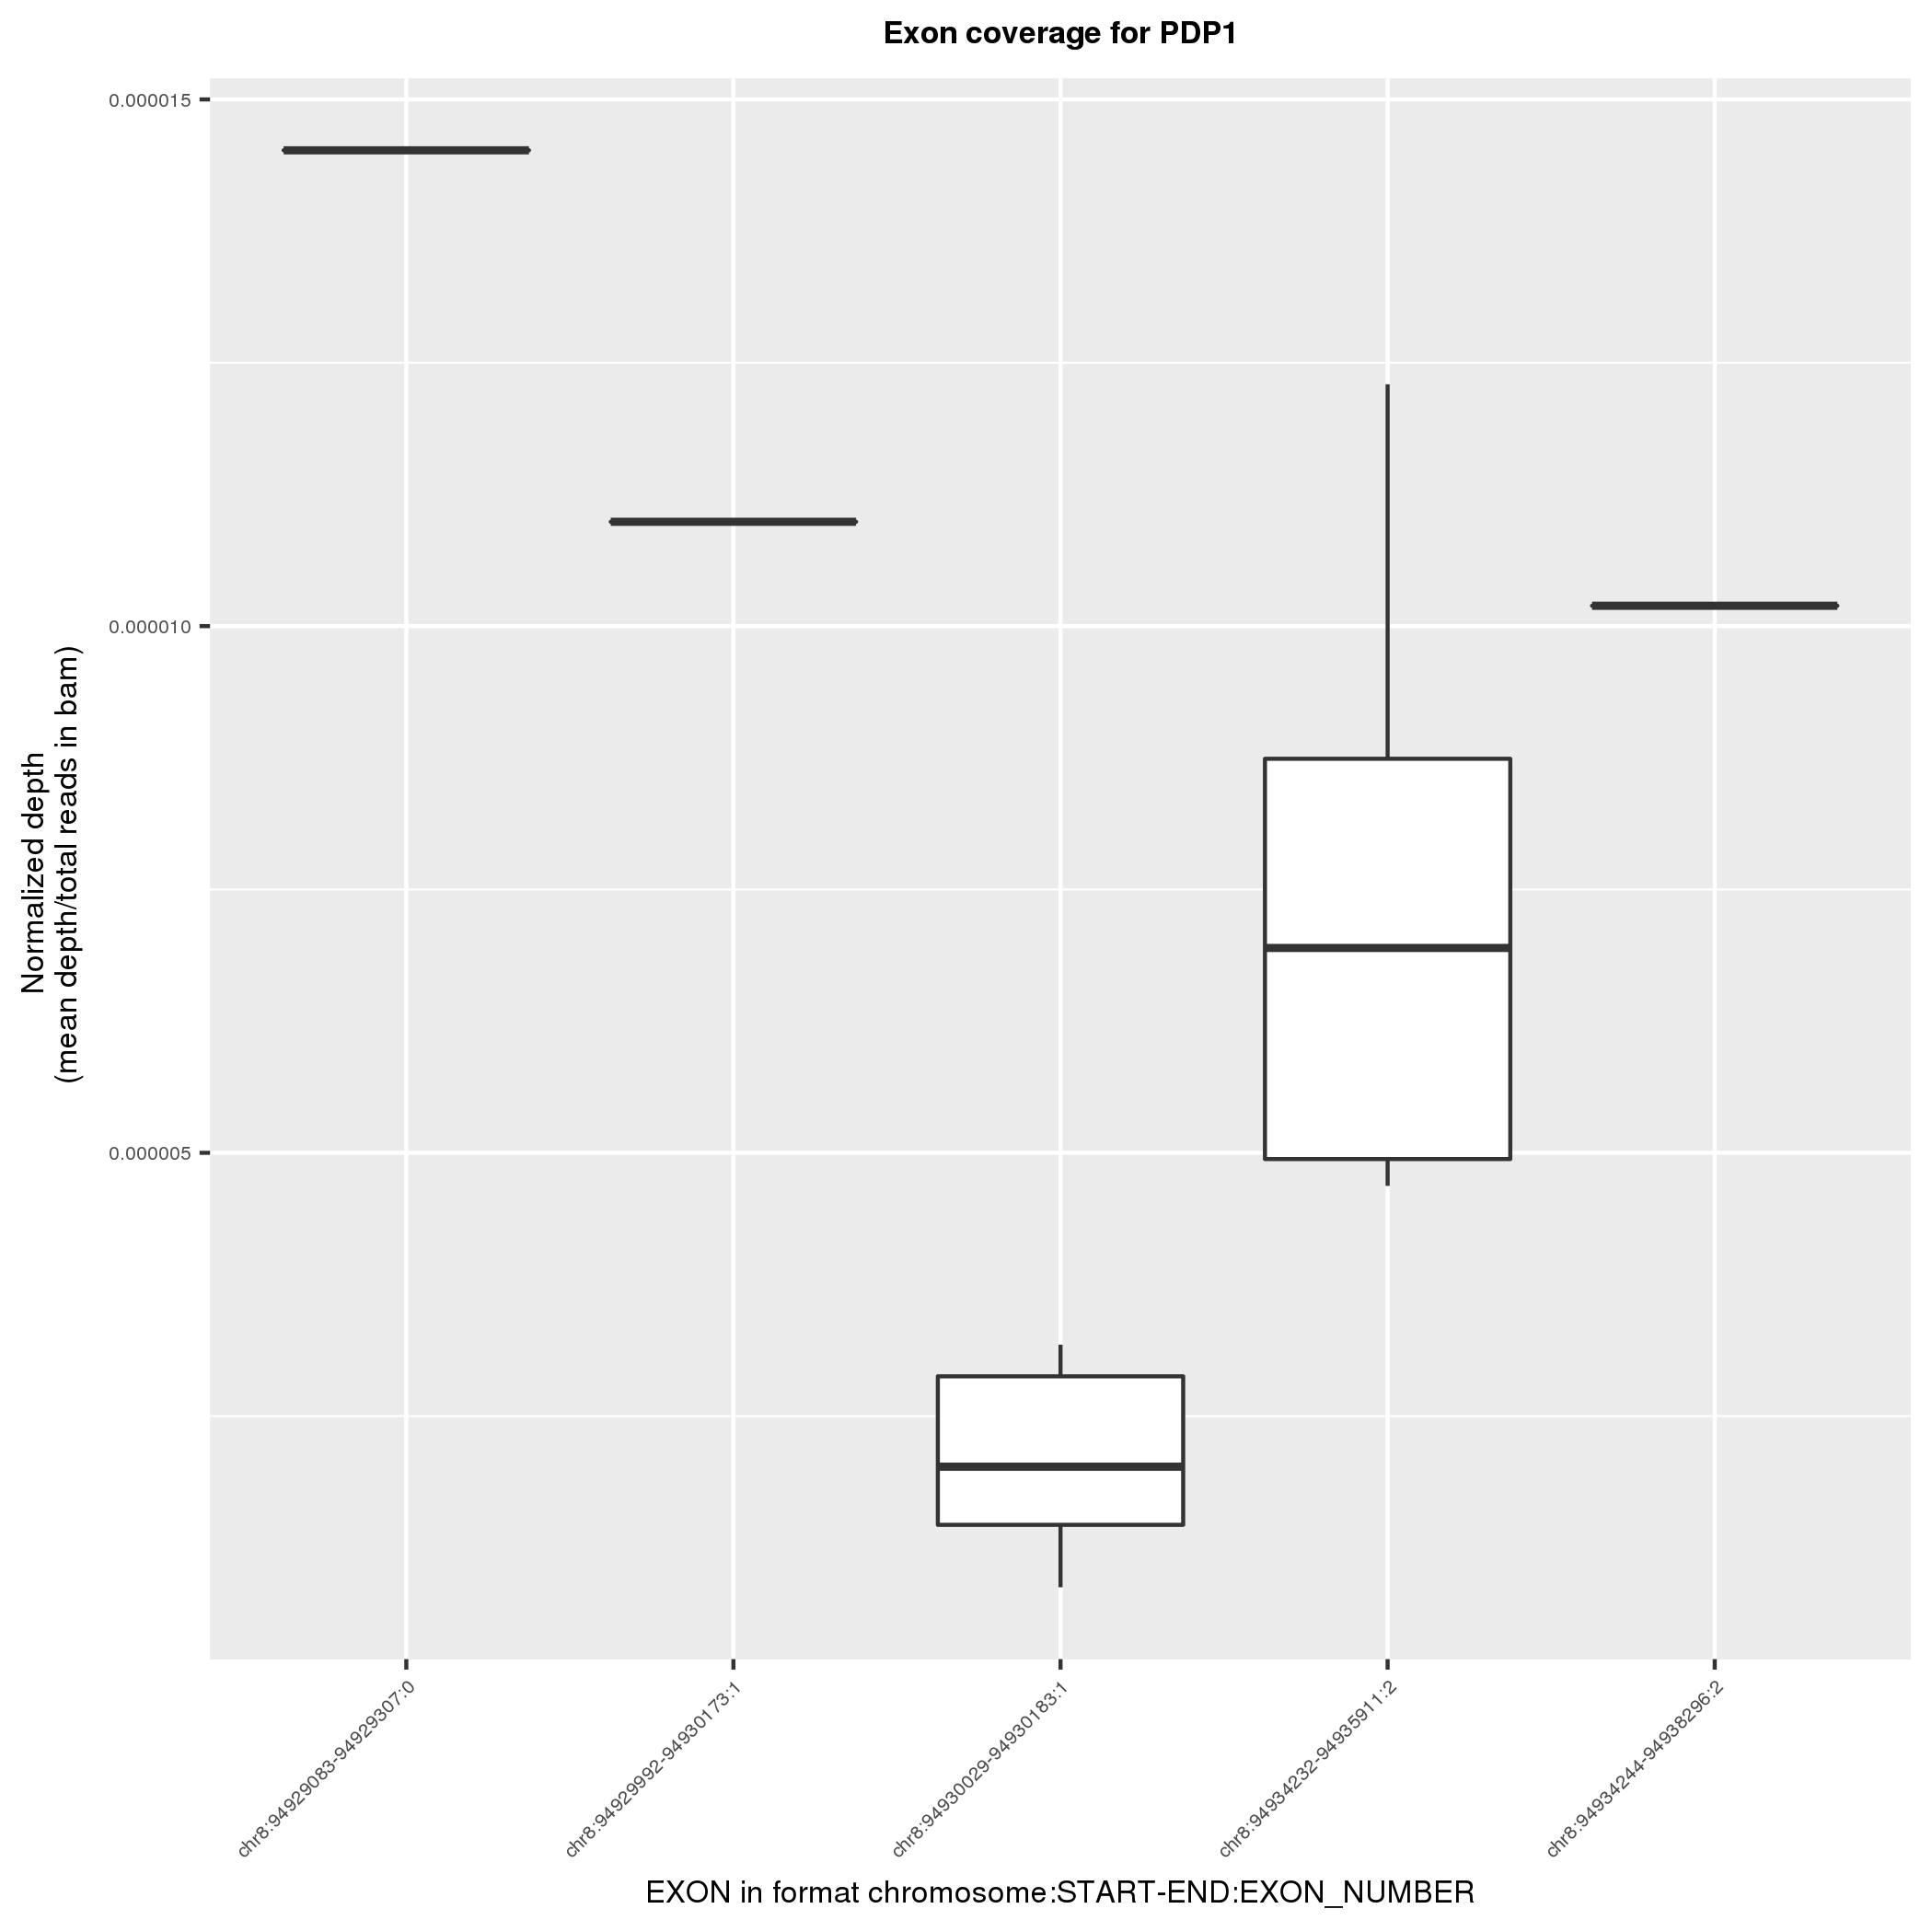 Exon coverage for PDP1
0.000015
0.000010
0.000005
Normalized depth
(mean depth/total reads in bam)
chr8:94929083-94929307:0
chr8:94929992-94930173:1
chr8:94930029-94930183:1
chr8:94934232-94935911:2
chr8:94934244-94938296:2
EXON in format chromosome:START-END:EXON_NUMBER